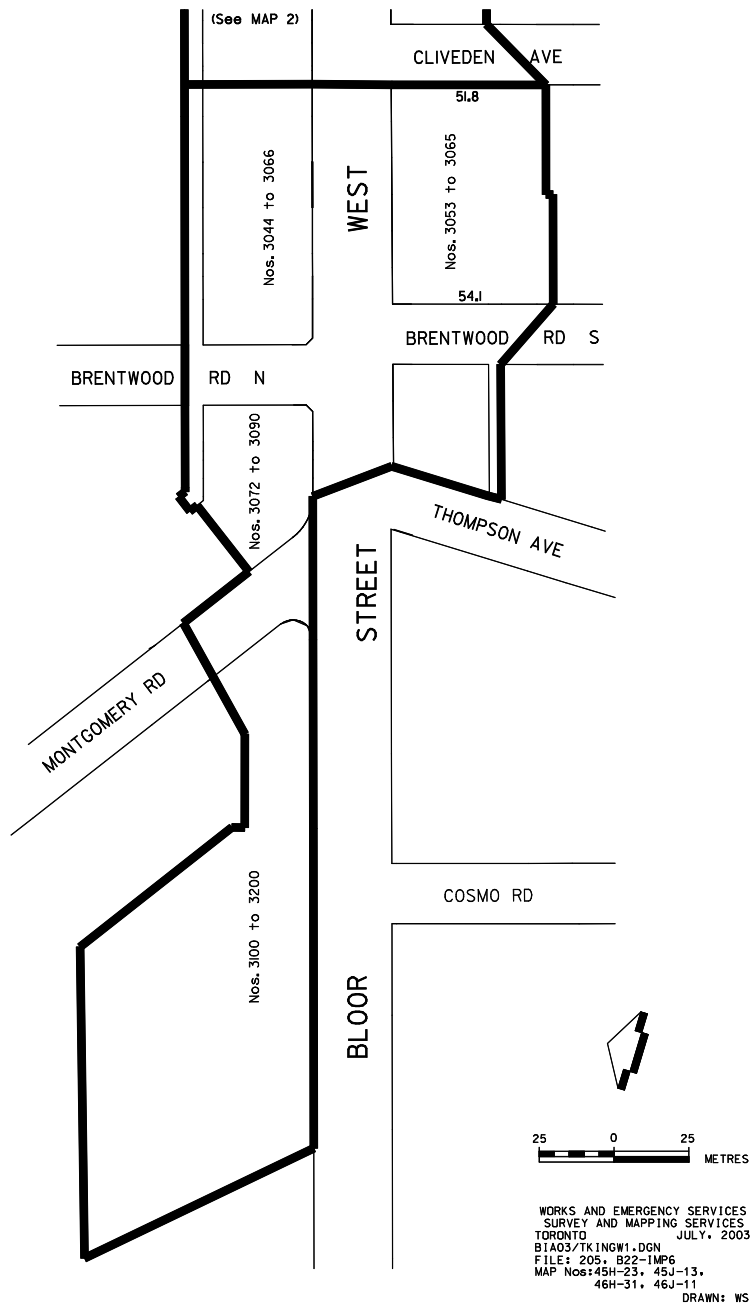 (See MAP 2)
CLIVEDEN AVE
51.8
Nos. 3044 to 3066
WEST
Nos. 3053 to 3065
54.1
BRENTWOOD RD S
BRENTWOOD RD N
Nos. 3072 to 3090
THOMPSON AVE
STREET
MONTGOMERY RD
Nos. 3100 to 3200
COSMO RD
BLOOR
25 0 25
METRES
WORKS AND EMERGENCY SERVICES
SURVEY AND MAPPING SERVICES
TORONTO JULY, 2003
BIA03/TKINGW1.DGN
FILE: 205, B22-IMP6
MAP Nos:45H-23, 45J-13,
46H-31, 46J-11
DRAWN: WS